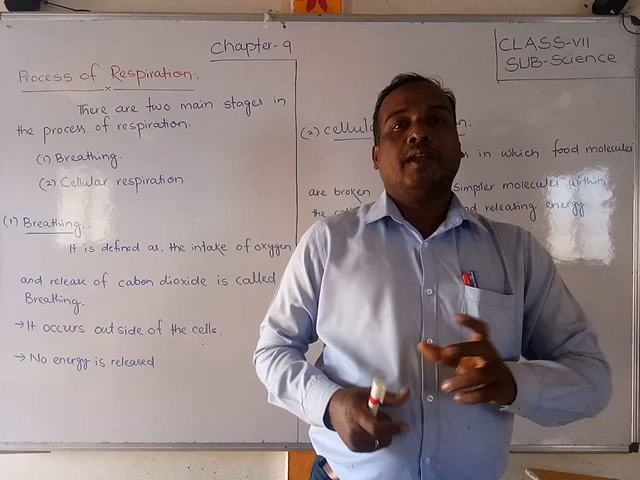 Chapter-9
CLASS-VII
SUB-Science
Process of Respiration.
There are two main stages in
the process of respiration.
(1) Breathing.
(2) Cellular respiration
(1) Breathing..
It is defined as, the intake of oxygen
and release of cabon dioxide is called
Breathing.
→ It occurs outside of the cells.
→ No energy is released
(2)
in which food molecules
are broken simpler molecules within
the releasing energy